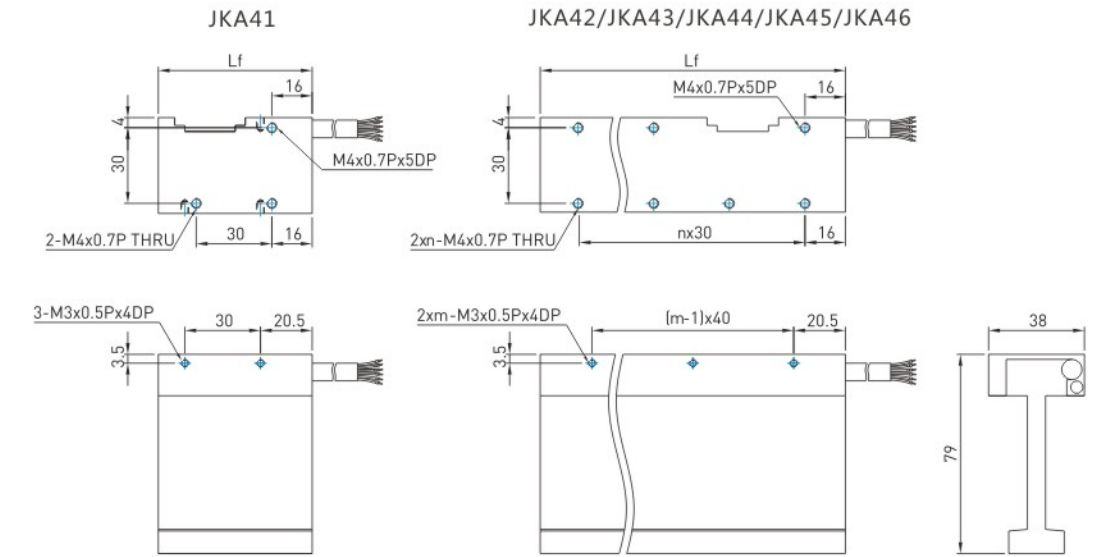 JKA41
JKA42/JKA43/JKA44/JKA45/JKA46
Lf
16
4
30
M4x0.7Px5DP
2-M4x0.7P THRU
30
16
Lf
M4x0.7Px5DP
16
4
30
2xn-M4x0.7P THRU
nx30
16
3-M3x0.5Px4DP
30
20.5
3.5
2xm-M3x0.5Px4DP
(m-1)x40
20.5
3.5
38
79